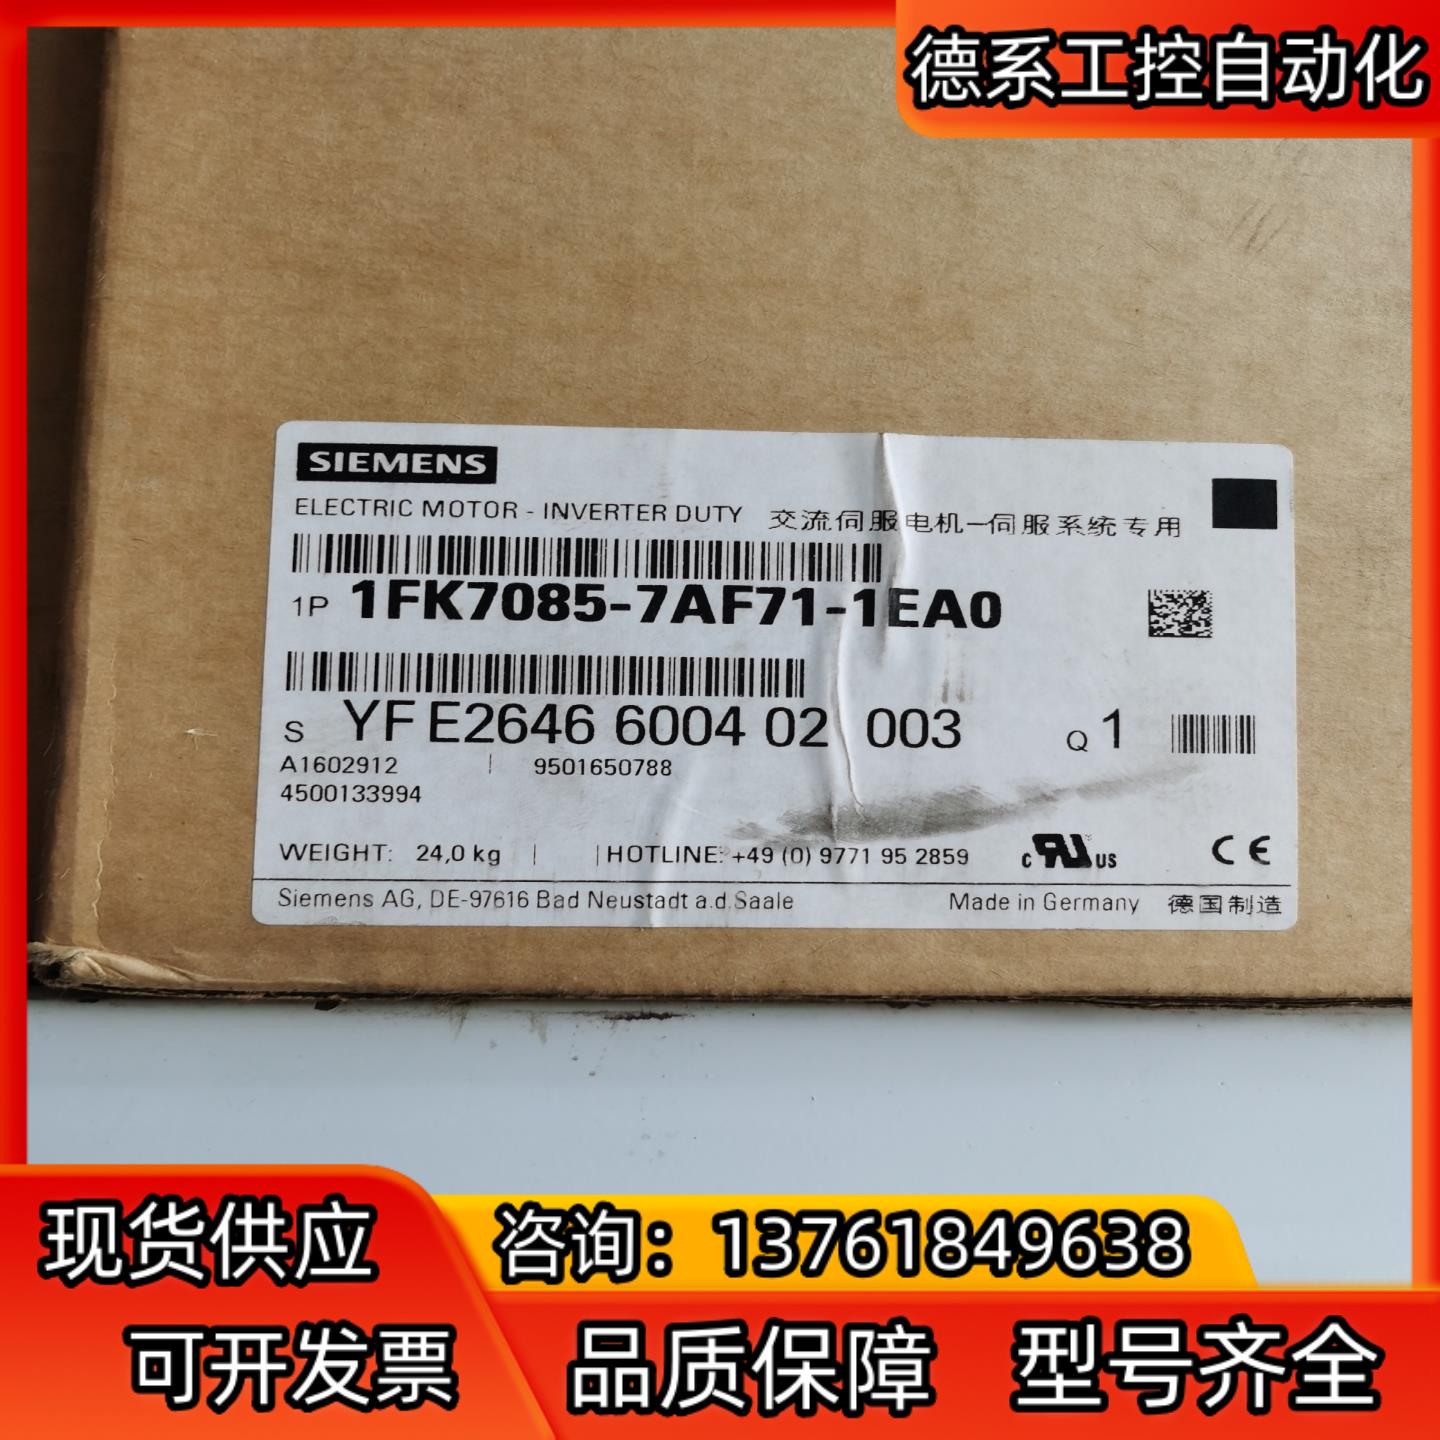 德系工控自动化
SIEMENS
ELECTRIC MOTOR - INVERTER DUTY 交流伺服电机-伺服系统专用
1P 1FK7085-7AF71-1EA0
S YF E2646 6004 02 003 Q 1
A1602912 | 9501650788
4500133994
WEIGHT: 24,0 kg | | HOTLINE: +49 (0) 9771 95 2859 c RU US CE
Siemens AG, DE-97616 Bad Neustadt a.d.Saale Made in Germany 德国制造
现货供应 咨询：13761849638
可开发票 品质保障 型号齐全